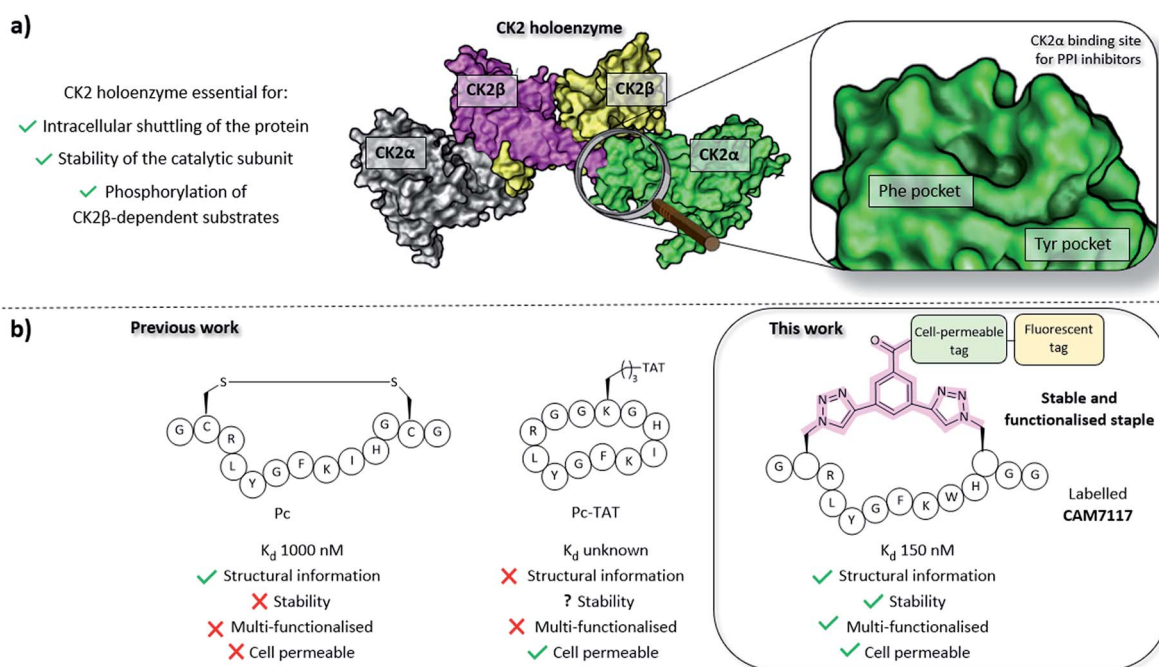 a)
CK2 holoenzyme
CK2 holoenzyme essential for:
✓ Intracellular shuttling of the protein
✓ Stability of the catalytic subunit
✓ Phosphorylation of
CK2β-dependent substrates
CK2α
CK2β
CK2β
CK2α
CK2α binding site
for PPI inhibitors
Phe pocket
Tyr pocket
b)
Previous work
S S
G C R L Y G F K I H G C G
Pc
K_d 1000 nM
✓ Structural information
✗ Stability
✗ Multi-functionalised
✗ Cell permeable
( )3 TAT
R G G K G H
L Y G F K I
Pc-TAT
K_d unknown
✗ Structural information
? Stability
✗ Multi-functionalised
✓ Cell permeable
This work
O
Cell-permeable
tag
Fluorescent
tag
N N N
N N N
Stable and
functionalised staple
G R L Y G F K W H G G
Labelled
CAM7117
K_d 150 nM
✓ Structural information
✓ Stability
✓ Multi-functionalised
✓ Cell permeable